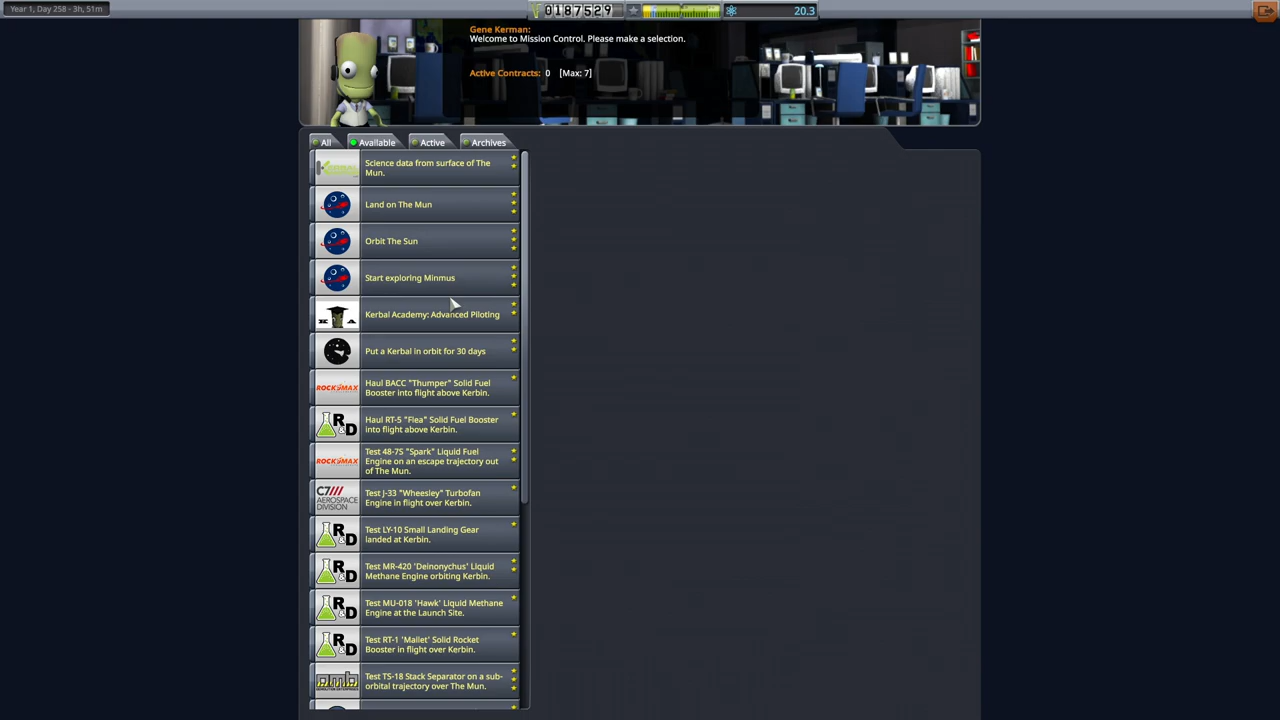 Year 1, Day 258 - 3h, 51m
0187529
20.3
Gene Kerman:
Welcome to Mission Control. Please make a selection.
Active Contracts: 0 [Max: 7]
All
Available
Active
Archives
Science data from surface of The
Mun.
Land on The Mun
Orbit The Sun
Start exploring Minmus
Kerbal Academy: Advanced Piloting
K A
Put a Kerbal in orbit for 30 days
ROCKOMAX
Haul BACC "Thumper" Solid Fuel
Booster into flight above Kerbin.
R&D
Haul RT-5 "Flea" Solid Fuel Booster
into flight above Kerbin.
ROCKOMAX
Test 48-7S "Spark" Liquid Fuel
Engine on an escape trajectory out
of The Mun.
C7
AEROSPACE
DIVISION
Test J-33 "Wheesley" Turbofan
Engine in flight over Kerbin.
R&D
Test LY-10 Small Landing Gear
landed at Kerbin.
R&D
Test MR-420 'Deinonychus' Liquid
Methane Engine orbiting Kerbin.
R&D
Test MU-018 'Hawk' Liquid Methane
Engine at the Launch Site.
R&D
Test RT-1 'Mallet' Solid Rocket
Booster in flight over Kerbin.
Test TS-18 Stack Separator on a sub-
orbital trajectory over The Mun.